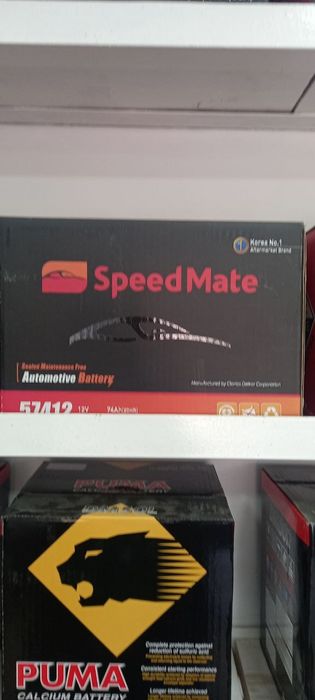 Korea No.1
Aftermarket Brand
SpeedMate
Sealed Maintenance Free
Automotive Battery
Manufactured by Clarios Delkor Corporation
57412 12V 74Ah(20HR)
PUMA
CALCIUM BATTERY
Complete protection against
reduction of sulfuric acid
Consistent starting performance
Longer lifetime achieved